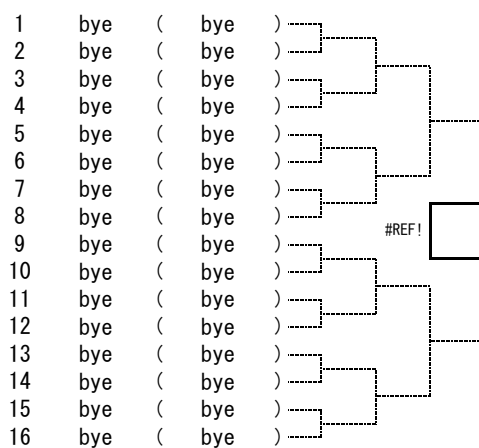 1 bye ( bye )
2 bye ( bye )
3 bye ( bye )
4 bye ( bye )
5 bye ( bye )
6 bye ( bye )
7 bye ( bye )
8 bye ( bye )
#REF!
9 bye ( bye )
10 bye ( bye )
11 bye ( bye )
12 bye ( bye )
13 bye ( bye )
14 bye ( bye )
15 bye ( bye )
16 bye ( bye )